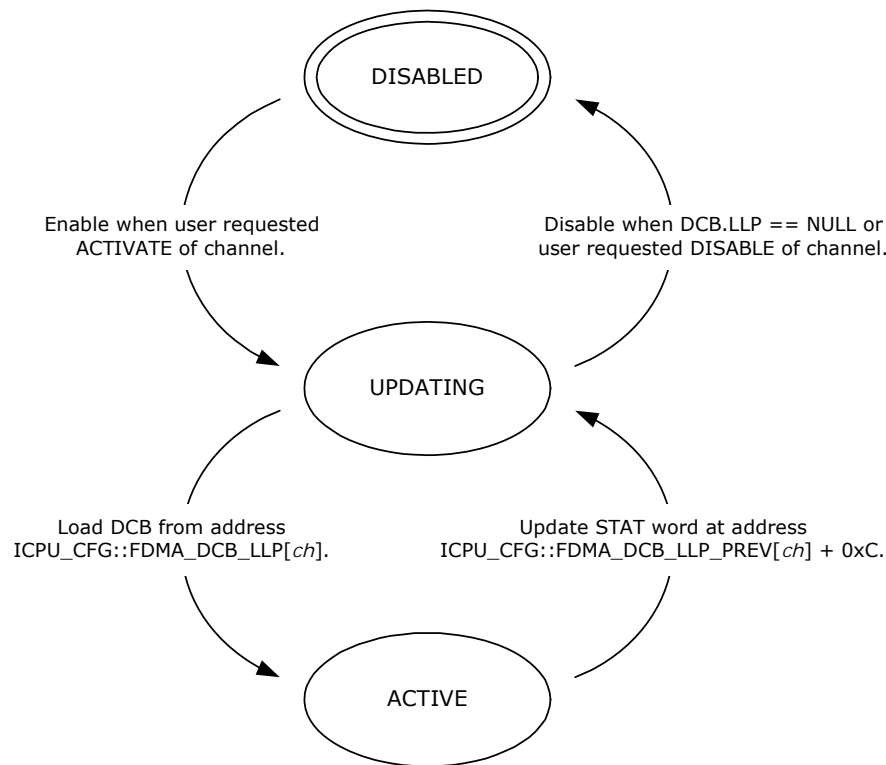 DISABLED
Enable when user requested
ACTIVATE of channel.
Disable when DCB.LLP == NULL or
user requested DISABLE of channel.
UPDATING
Load DCB from address
ICPU_CFG::FDMA_DCB_LLP[ch].
Update STAT word at address
ICPU_CFG::FDMA_DCB_LLP_PREV[ch] + 0xC.
ACTIVE